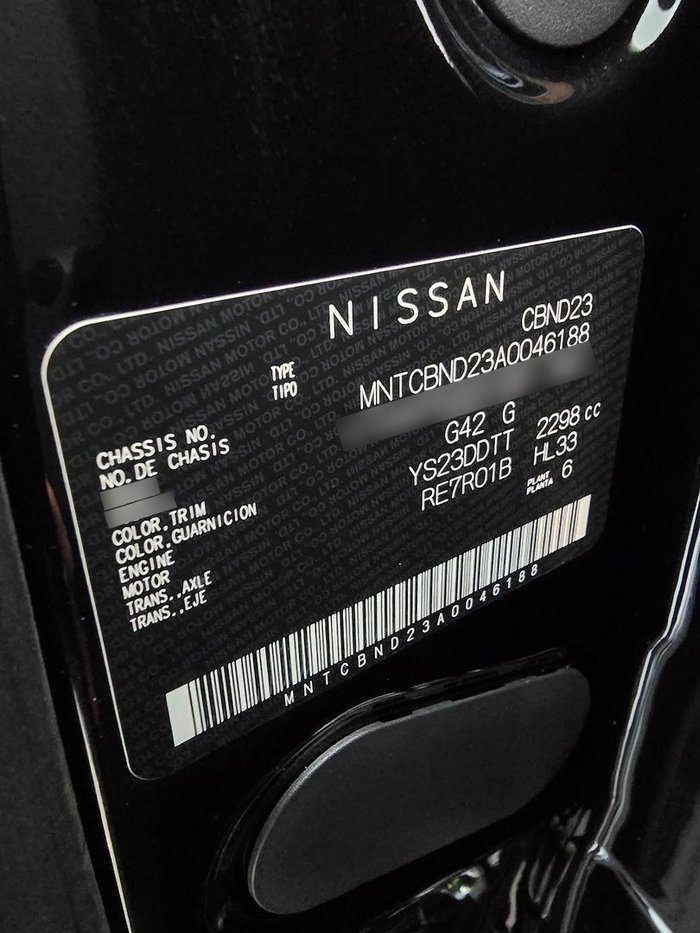 NISSAN
TYPE CBND23
TIPO
CHASSIS NO. MNTCBND23A0046188
NO. DE CHASIS
COLOR, TRIM G42 G
COLOR, GUARNICION
ENGINE YS23DDTT 2298 cc
MOTOR
TRANS., AXLE RE7R01B HL33 PLANT 6
TRANS., EJE PLANTA
MNTCBND23A0046188